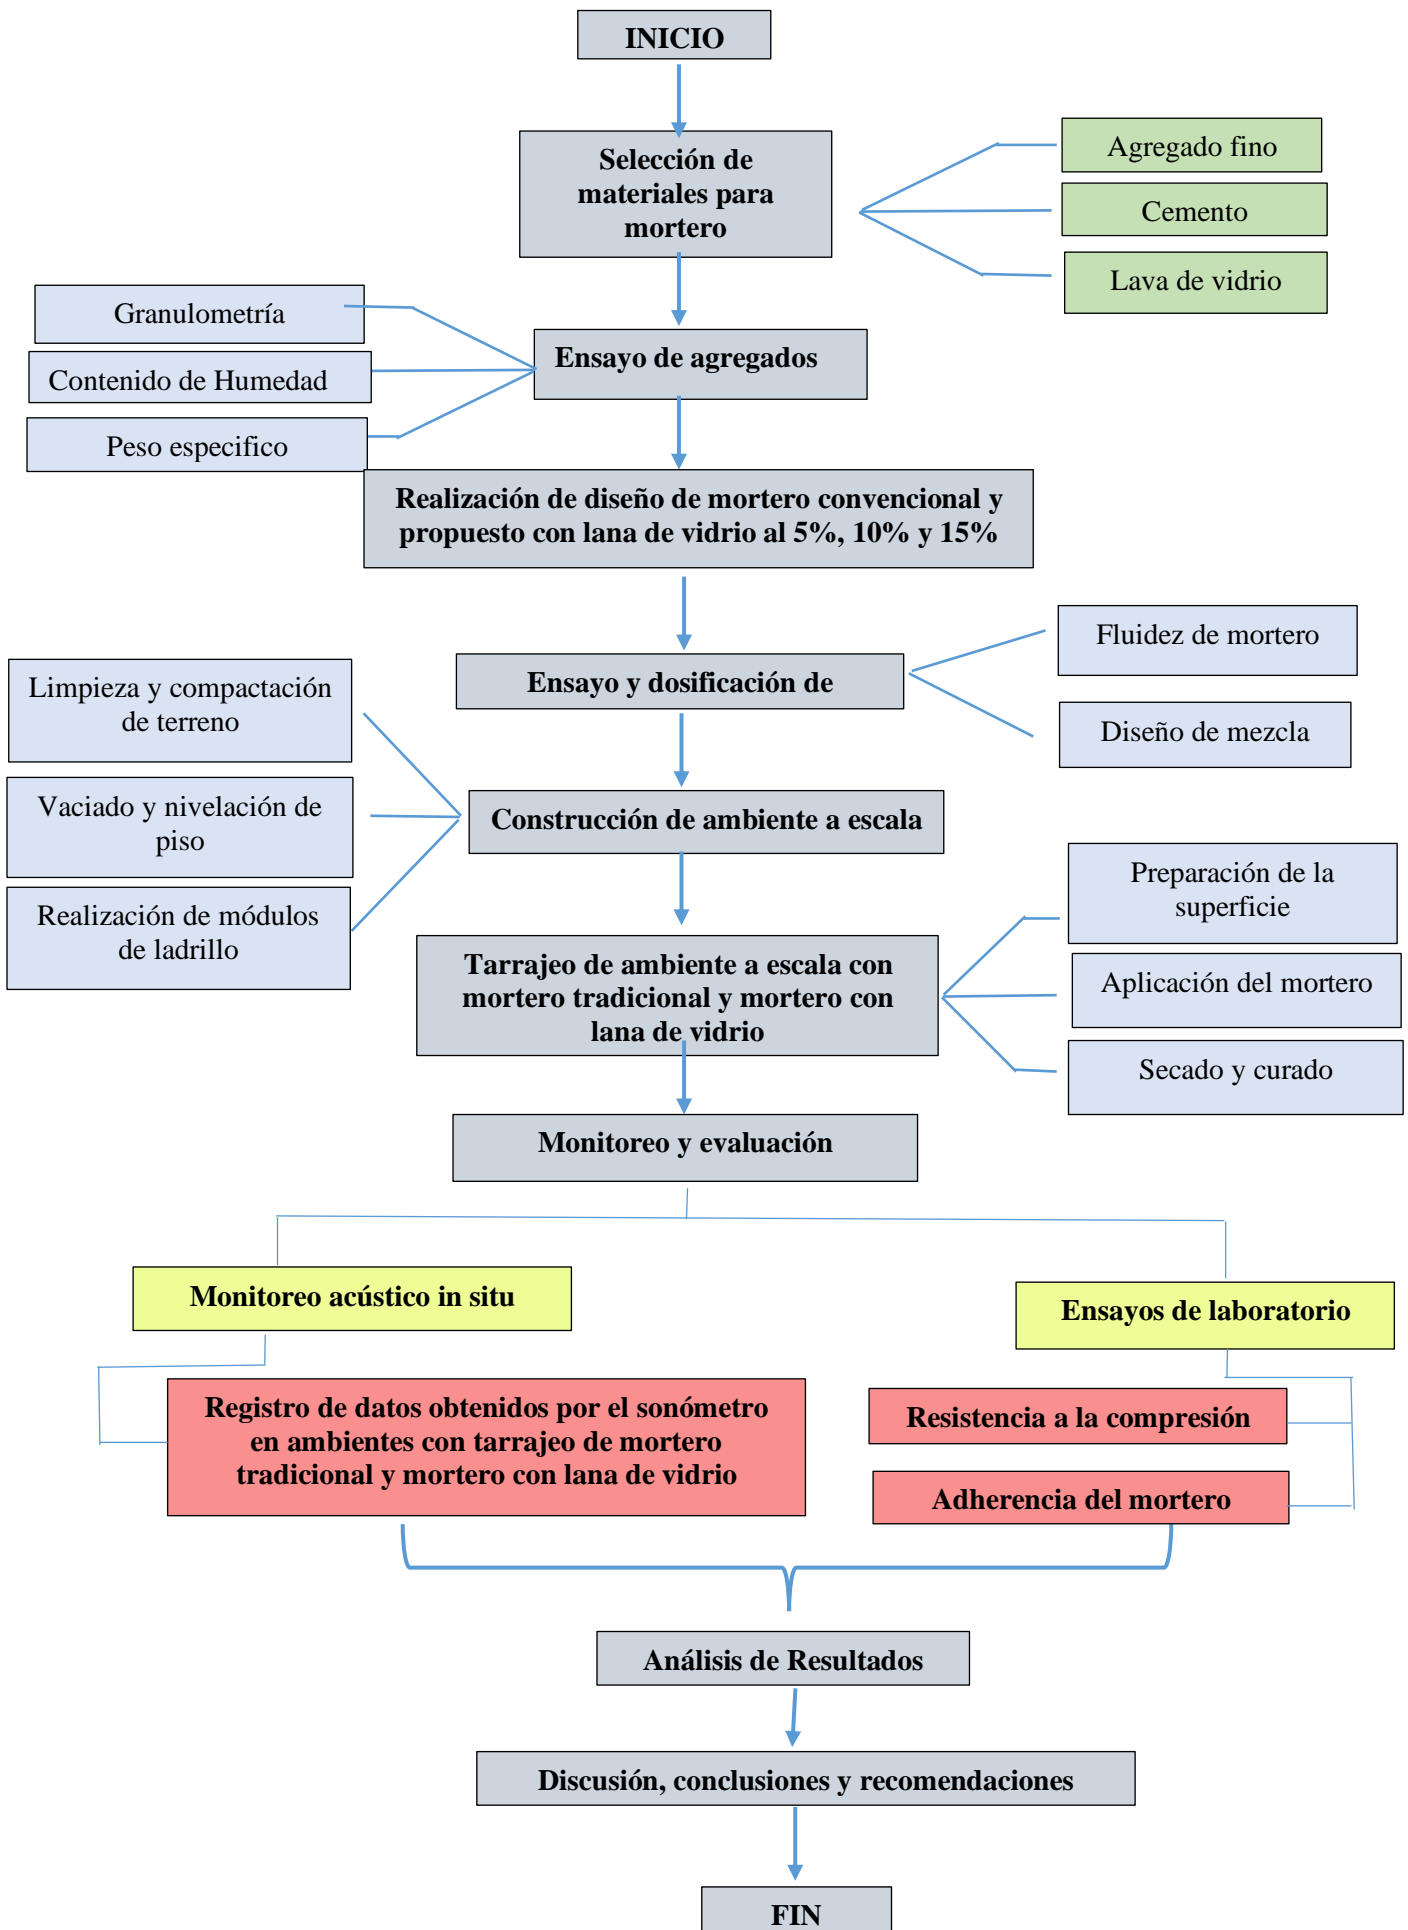 INICIO
Selección de
materiales para
mortero
Agregado fino
Cemento
Lava de vidrio
Granulometría
Contenido de Humedad
Peso especifico
Ensayo de agregados
Realización de diseño de mortero convencional y
propuesto con lana de vidrio al 5%, 10% y 15%
Ensayo y dosificación de
Fluidez de mortero
Diseño de mezcla
Limpieza y compactación
de terreno
Vaciado y nivelación de
piso
Realización de módulos
de ladrillo
Construcción de ambiente a escala
Tarrajeo de ambiente a escala con
mortero tradicional y mortero con
lana de vidrio
Preparación de la
superficie
Aplicación del mortero
Secado y curado
Monitoreo y evaluación
Monitoreo acústico in situ
Ensayos de laboratorio
Registro de datos obtenidos por el sonómetro
en ambientes con tarrajeo de mortero
tradicional y mortero con lana de vidrio
Resistencia a la compresión
Adherencia del mortero
Análisis de Resultados
Discusión, conclusiones y recomendaciones
FIN